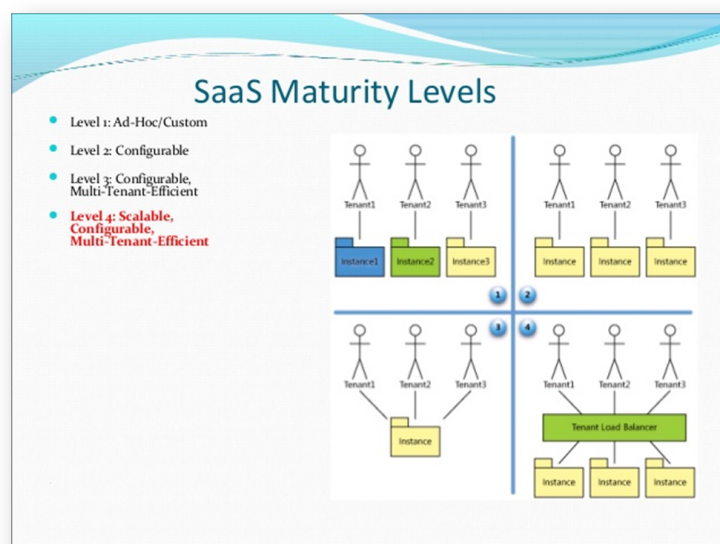 SaaS Maturity Levels
Level 1: Ad-Hoc/Custom
Level 2: Configurable
Level 3: Configurable,
Multi-Tenant-Efficient
Level 4: Scalable,
Configurable,
Multi-Tenant-Efficient
Tenant1 Tenant2 Tenant3
Instance1 Instance2 Instance3
1
Tenant1 Tenant2 Tenant3
Instance Instance Instance
2
3
Tenant1 Tenant2 Tenant3
Instance
4
Tenant1 Tenant2 Tenant3
Tenant Load Balancer
Instance Instance Instance